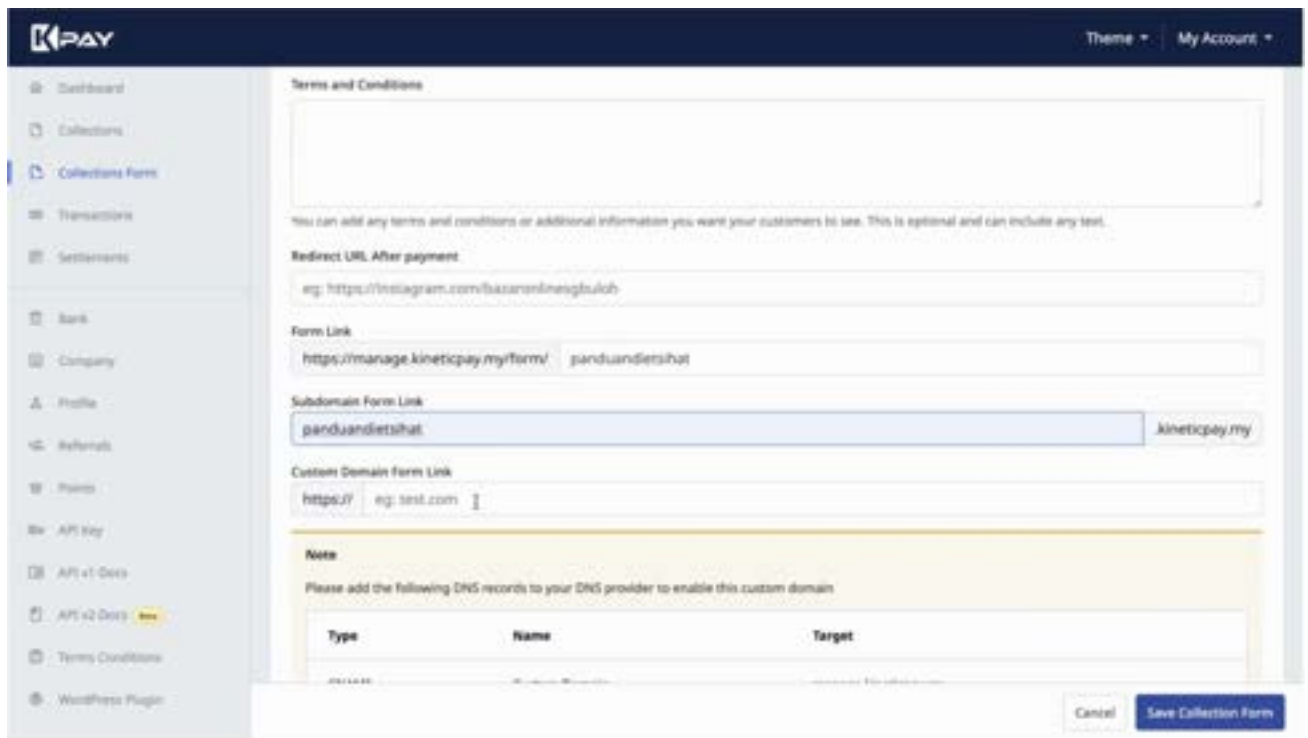 KPAY
Theme
My Account
Dashboard
Collections
Collections Form
Transactions
Settlements
Bank
Company
Profile
Referrals
Points
API Key
API v1 Docs
API v2 Docs Beta
Terms Conditions
WordPress Plugin
Terms and Conditions
You can add any terms and conditions or additional information you want your customers to see. This is optional and can include any text.
Redirect URL After payment
eg: https://instagram.com/bazaronlinesgbuloh
Form Link
https://manage.kineticpay.my/form/ panduandietsihat
Subdomain Form Link
panduandietsihat .kineticpay.my
Custom Domain Form Link
https:// eg: test.com
Note
Please add the following DNS records to your DNS provider to enable this custom domain
Type Name Target
Cancel Save Collection Form